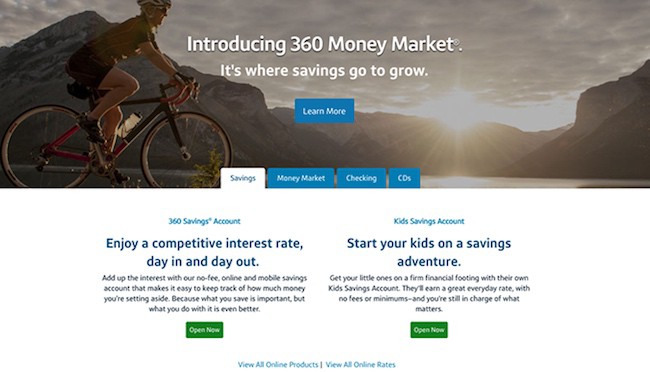 Introducing 360 Money Market®.
It's where savings go to grow.
Learn More
Savings
Money Market
Checking
CDs
360 Savings® Account
Enjoy a competitive interest rate,
day in and day out.
Add up the interest with our no-fee, online and mobile savings
account that makes it easy to keep track of how much money
you're setting aside. Because what you save is important, but
what you do with it is even better.
Open Now
Kids Savings Account
Start your kids on a savings
adventure.
Get your little ones on a firm financial footing with their own
Kids Savings Account. They'll earn a great everyday rate, with
no fees or minimums—and you're still in charge of what
matters.
Open Now
View All Online Products | View All Online Rates